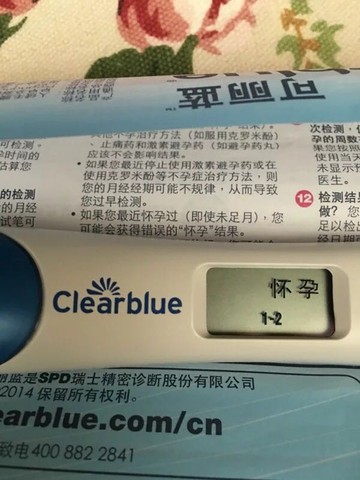 可丽蓝
不孕治疗方法（如服用克罗米酚）
、止痛药和激素避孕药（如避孕药丸）
应该不会影响结果。
• 如果您最近停止使用激素避孕药或在
使用克罗米酚等不孕症治疗方法，则
您的月经经期可能不规律，从而导致
您过早检测。
• 如果您最近怀孕过（即使未足月），您
可能会获得错误的“怀孕”结果。
可检测。
孕时间的
的检测
的月经
试笔可
次检测，
孕的周数
果您按照
使用当天
未显示预
医生。
12 检测结果
做？ 您
足以检出
Clearblue
怀孕
1-2
丽蓝是SPD瑞士精密诊断股份有限公司
2014 保留所有权利。
earblue.com/cn
致电 400 882 2841